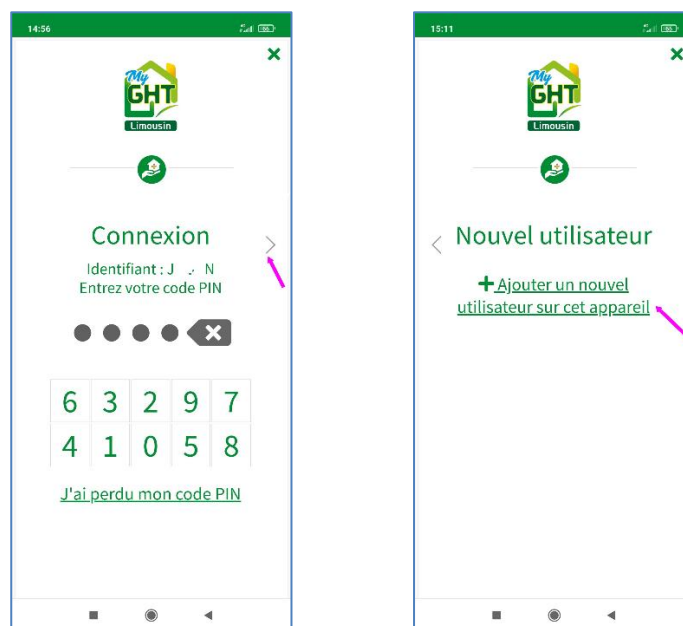 14:56
My
GHT
Limousin
Connexion
Identifiant : J N
Entrez votre code PIN
6 3 2 9 7
4 1 0 5 8
J'ai perdu mon code PIN
15:11
My
GHT
Limousin
Nouvel utilisateur
Ajouter un nouvel
utilisateur sur cet appareil